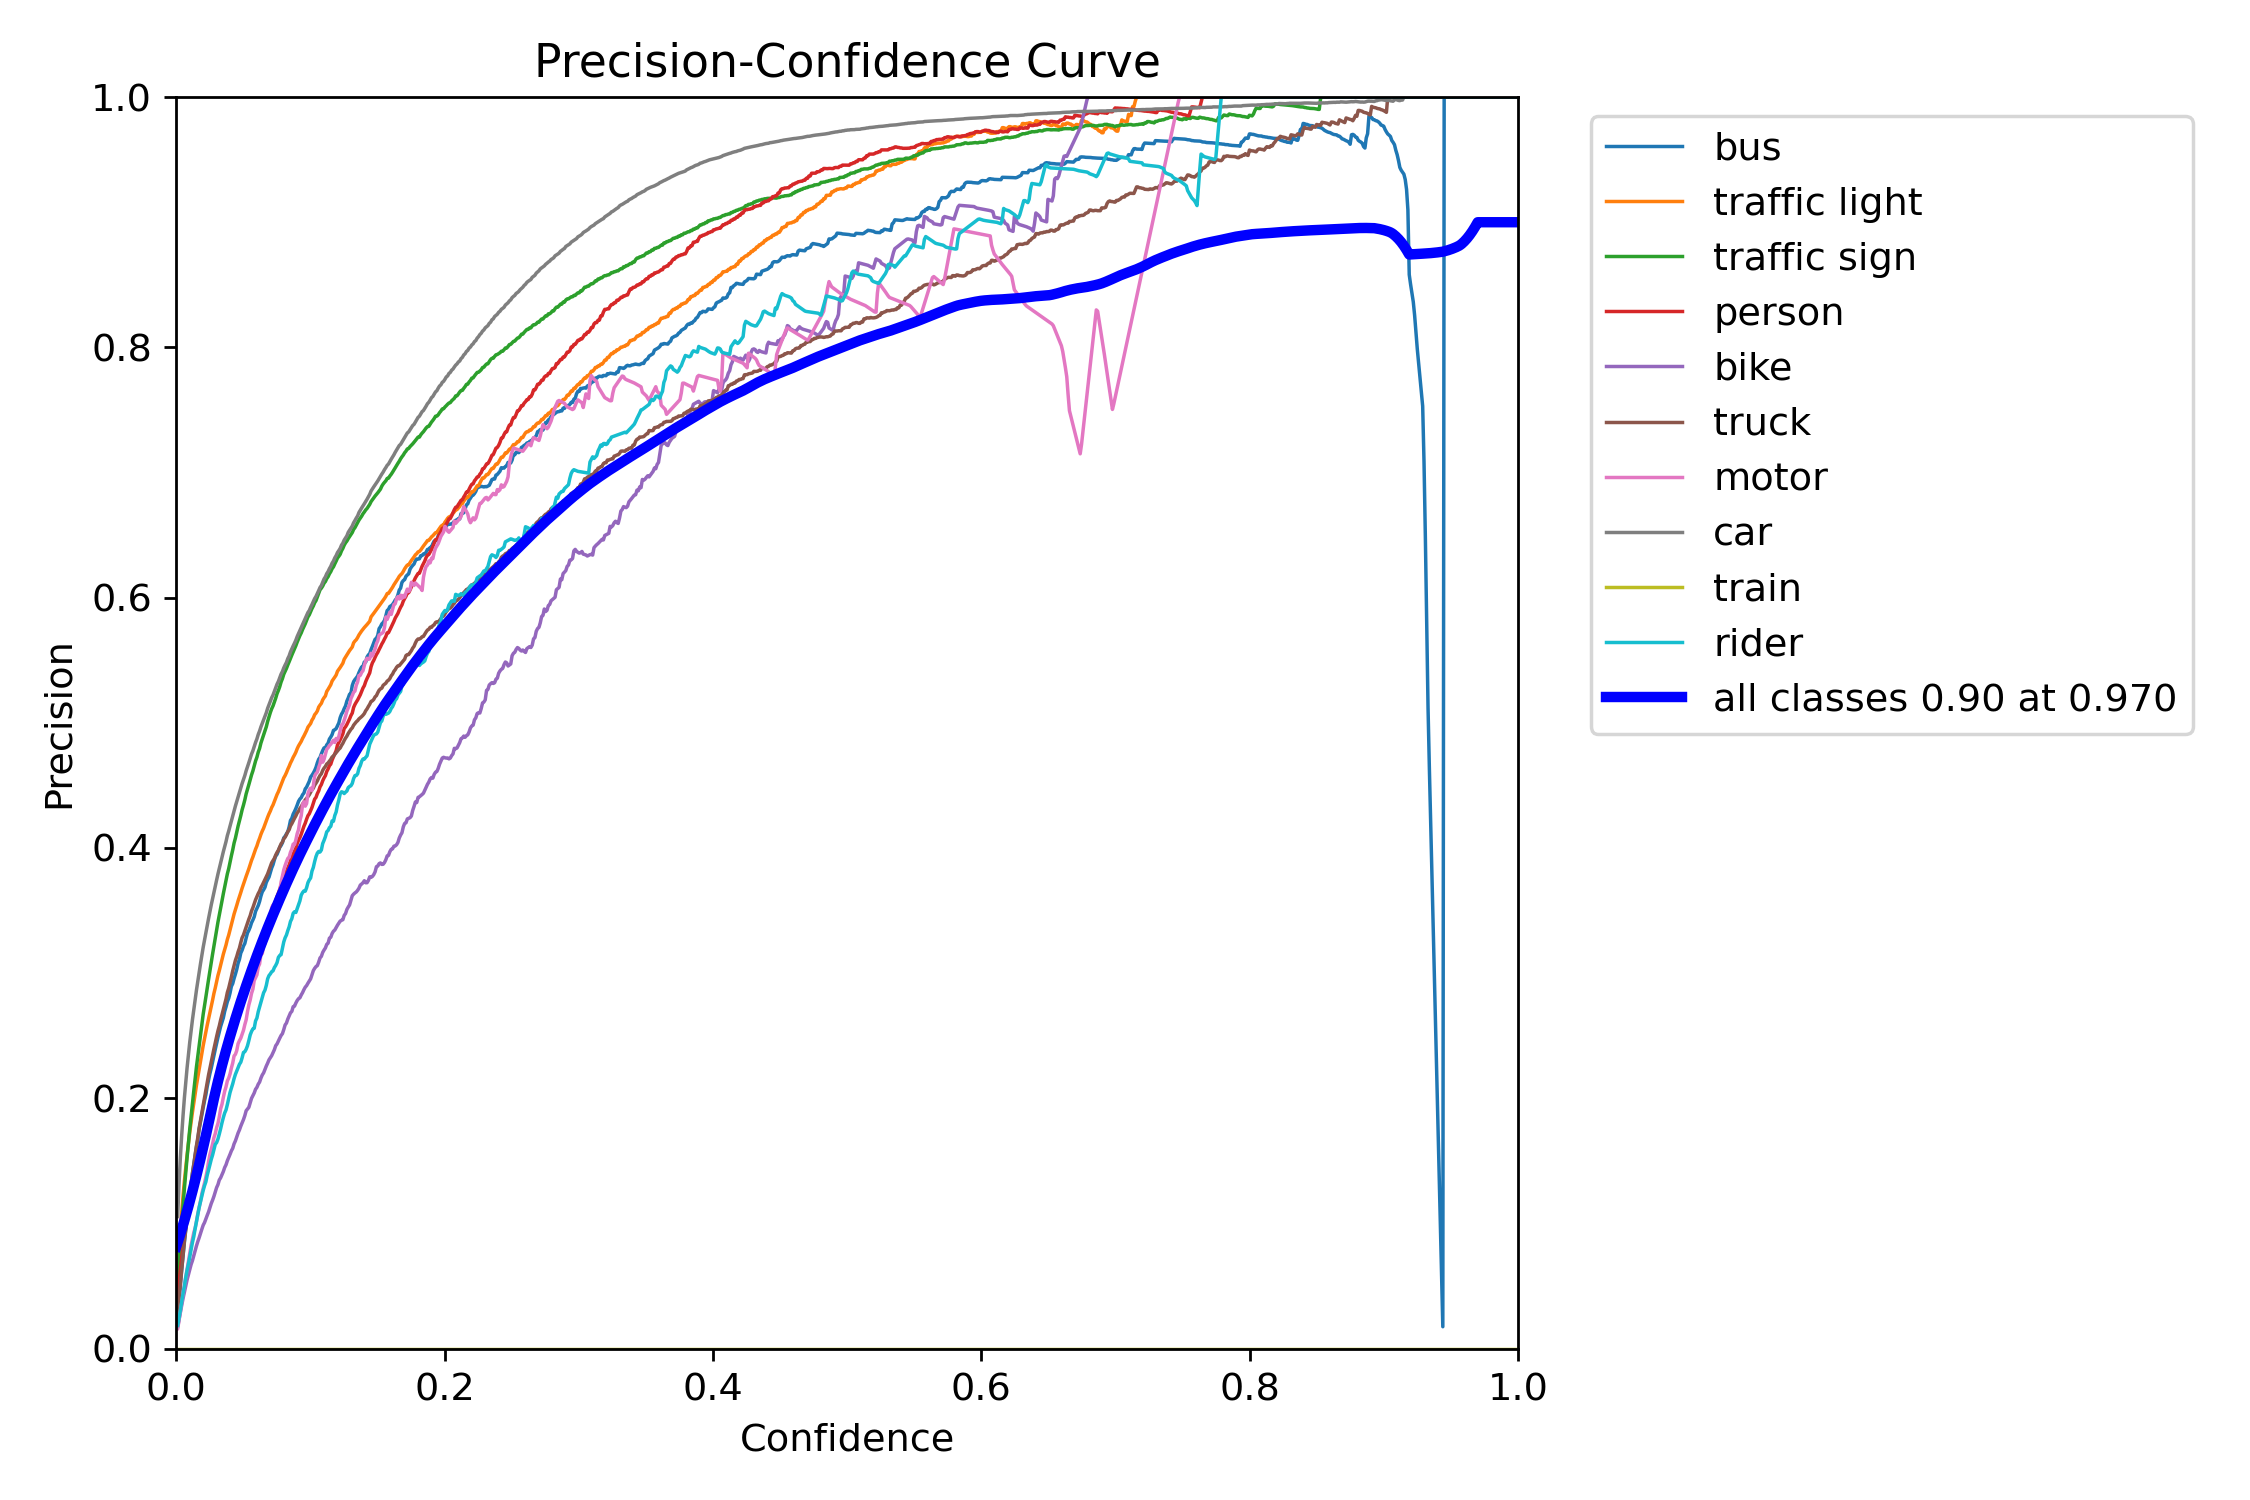 Precision-Confidence Curve
1.0
0.8
0.6
0.4
0.2
0.0
Precision
0.0 0.2 0.4 0.6 0.8 1.0
Confidence
bus
traffic light
traffic sign
person
bike
truck
motor
car
train
rider
all classes 0.90 at 0.970